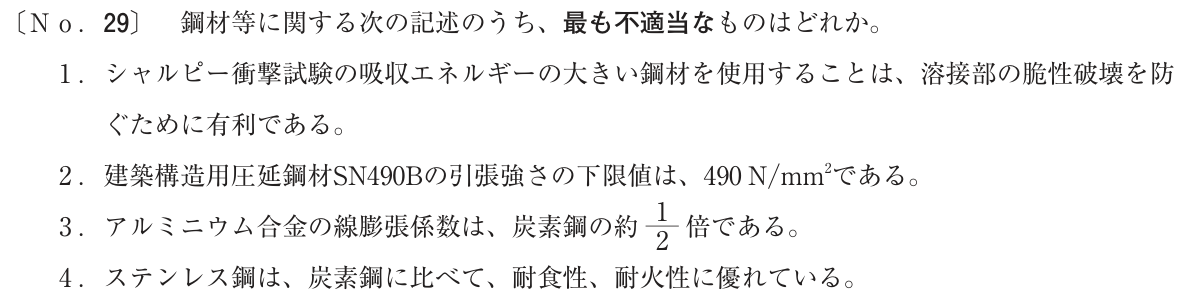 〔Ｎｏ．29〕　鋼材等に関する次の記述のうち、最も不適当なものはどれか。
１．シャルピー衝撃試験の吸収エネルギーの大きい鋼材を使用することは、溶接部の脆性破壊を防
ぐために有利である。
２．建築構造用圧延鋼材SN490Bの引張強さの下限値は、490 N/mm²である。
３．アルミニウム合金の線膨張係数は、炭素鋼の約 1/2 倍である。
４．ステンレス鋼は、炭素鋼に比べて、耐食性、耐火性に優れている。